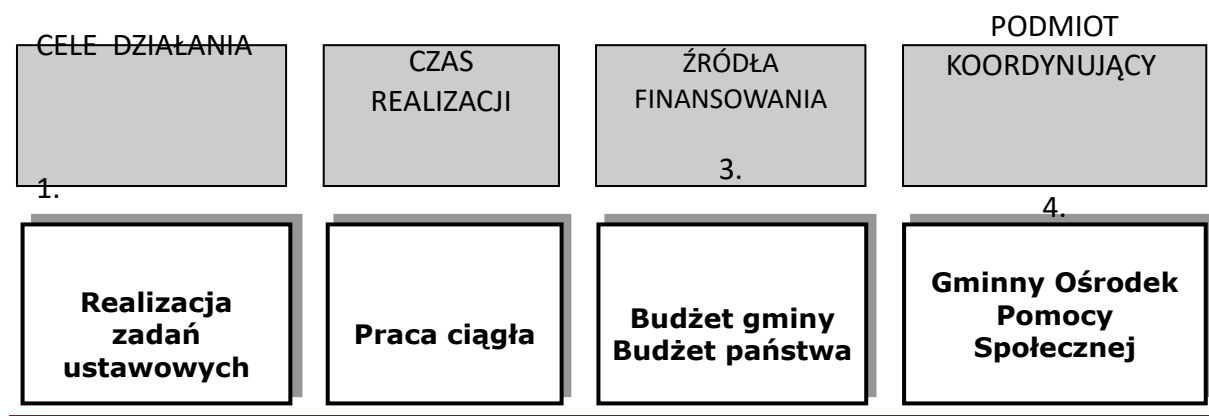 CELE DZIAŁANIA
1.
CZAS
REALIZACJI
ŹRÓDŁA
FINANSOWANIA
3.
PODMIOT
KOORDYNUJĄCY
4.
Realizacja
zadań
ustawowych
Praca ciągła
Budżet gminy
Budżet państwa
Gminny Ośrodek
Pomocy
Społecznej